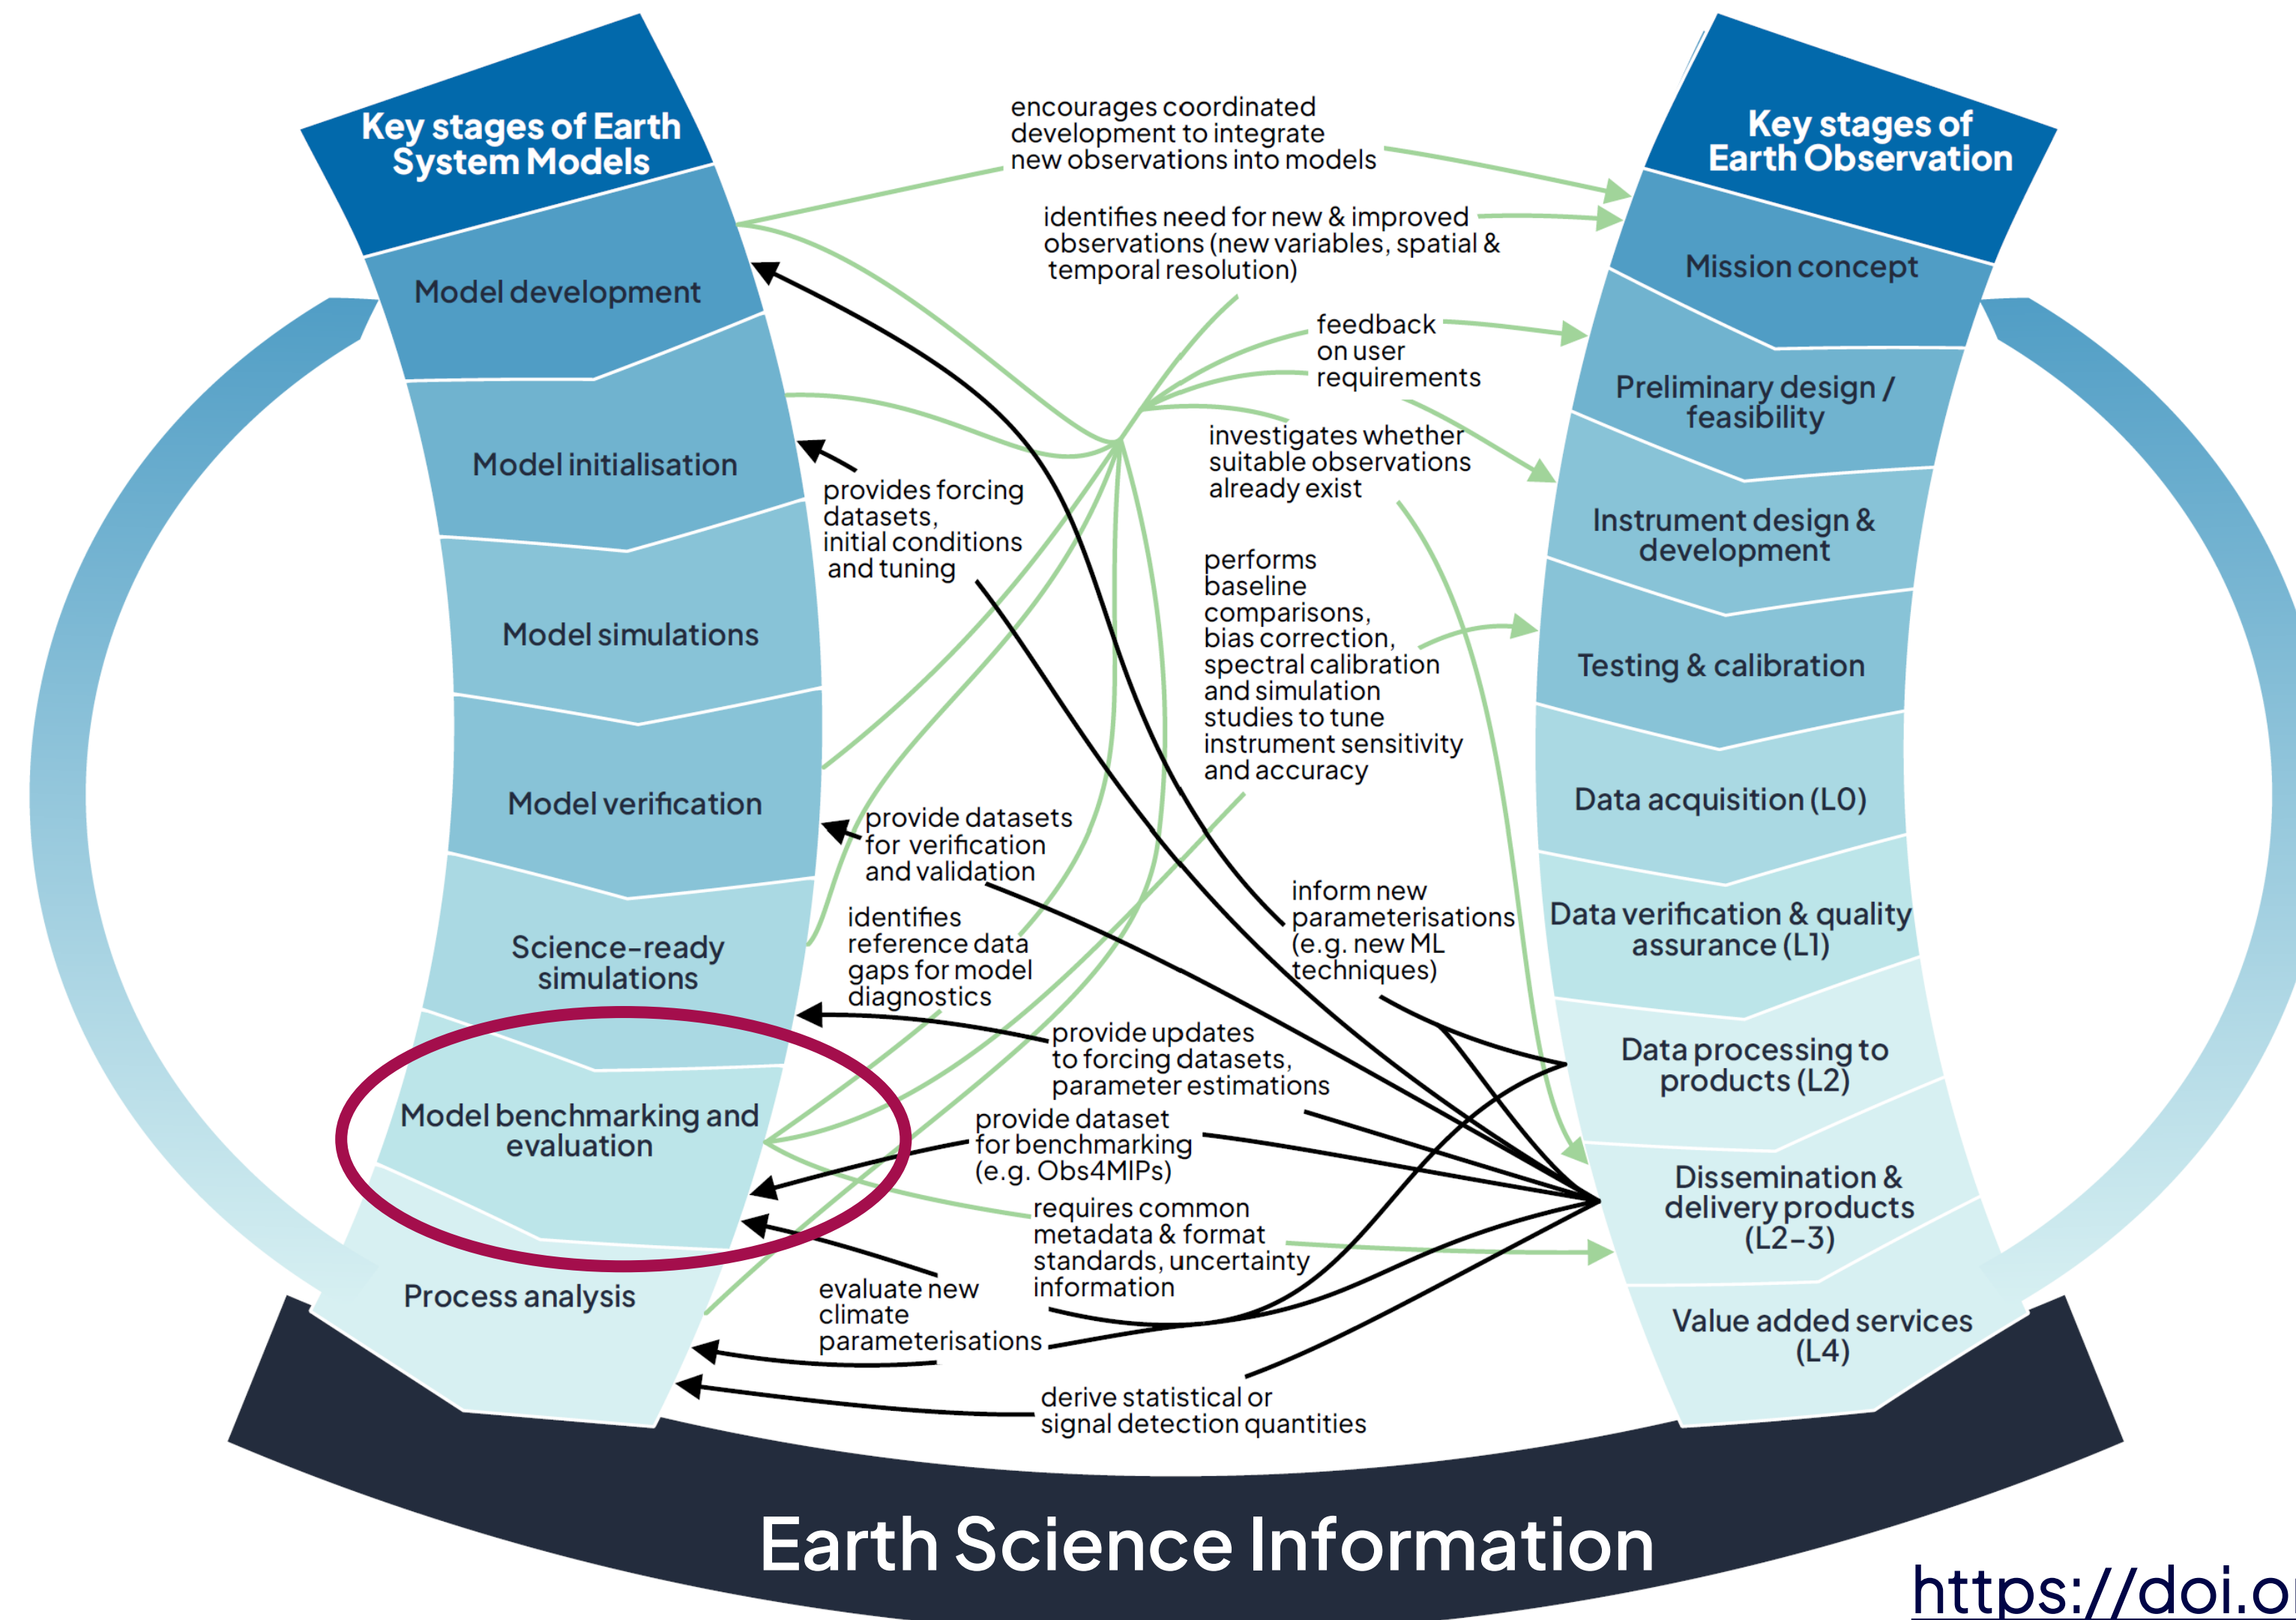 Key stages of Earth
System Models
Model development
Model initialisation
Model simulations
Model verification
Science-ready
simulations
Model benchmarking and
evaluation
Process analysis
encourages coordinated
development to integrate
new observations into models
identifies need for new & improved
observations (new variables, spatial &
temporal resolution)
feedback
on user
requirements
investigates whether
suitable observations
already exist
provides forcing
datasets,
initial conditions
and tuning
performs
baseline
comparisons,
bias correction,
spectral calibration
and simulation
studies to tune
instrument sensitivity
and accuracy
provide datasets
for verification
and validation
inform new
parameterisations
(e.g. new ML
techniques)
identifies
reference data
gaps for model
diagnostics
provide updates
to forcing datasets,
parameter estimations
provide dataset
for benchmarking
(e.g. Obs4MIPs)
requires common
metadata & format
standards, uncertainty
information
evaluate new
climate
parameterisations
derive statistical or
signal detection quantities
Key stages of
Earth Observation
Mission concept
Preliminary design /
feasibility
Instrument design &
development
Testing & calibration
Data acquisition (L0)
Data verification & quality
assurance (L1)
Data processing to
products (L2)
Dissemination &
delivery products
(L2-3)
Value added services
(L4)
Earth Science Information
https://doi.o